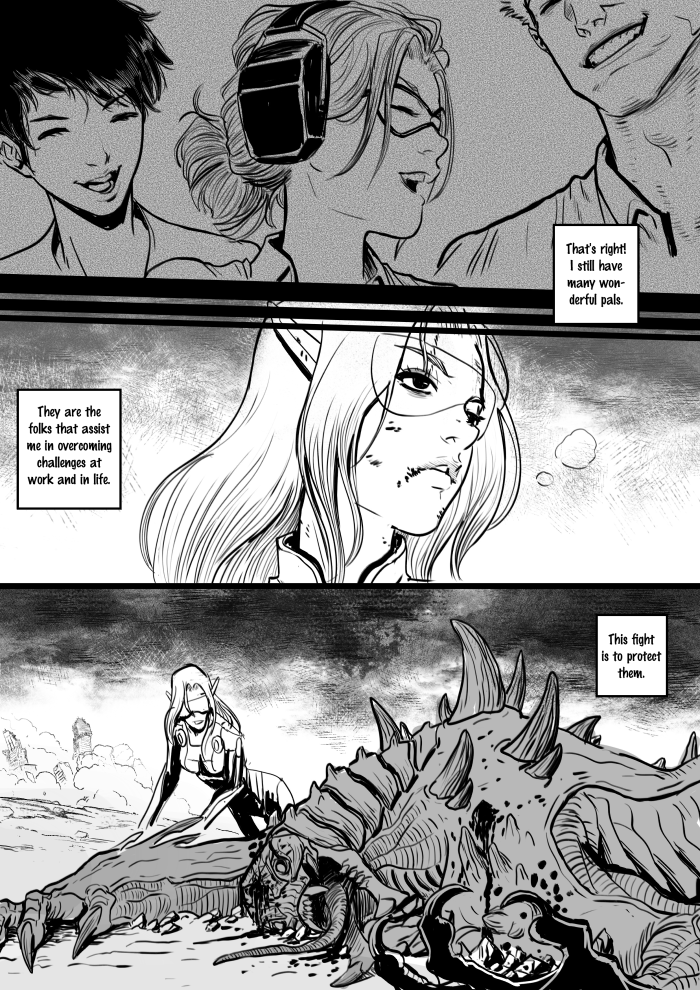 That's right!
I still have
many won-
derful pals.
They are the
folks that assist
me in overcoming
challenges at
work and in life.
This fight
is to protect
them.